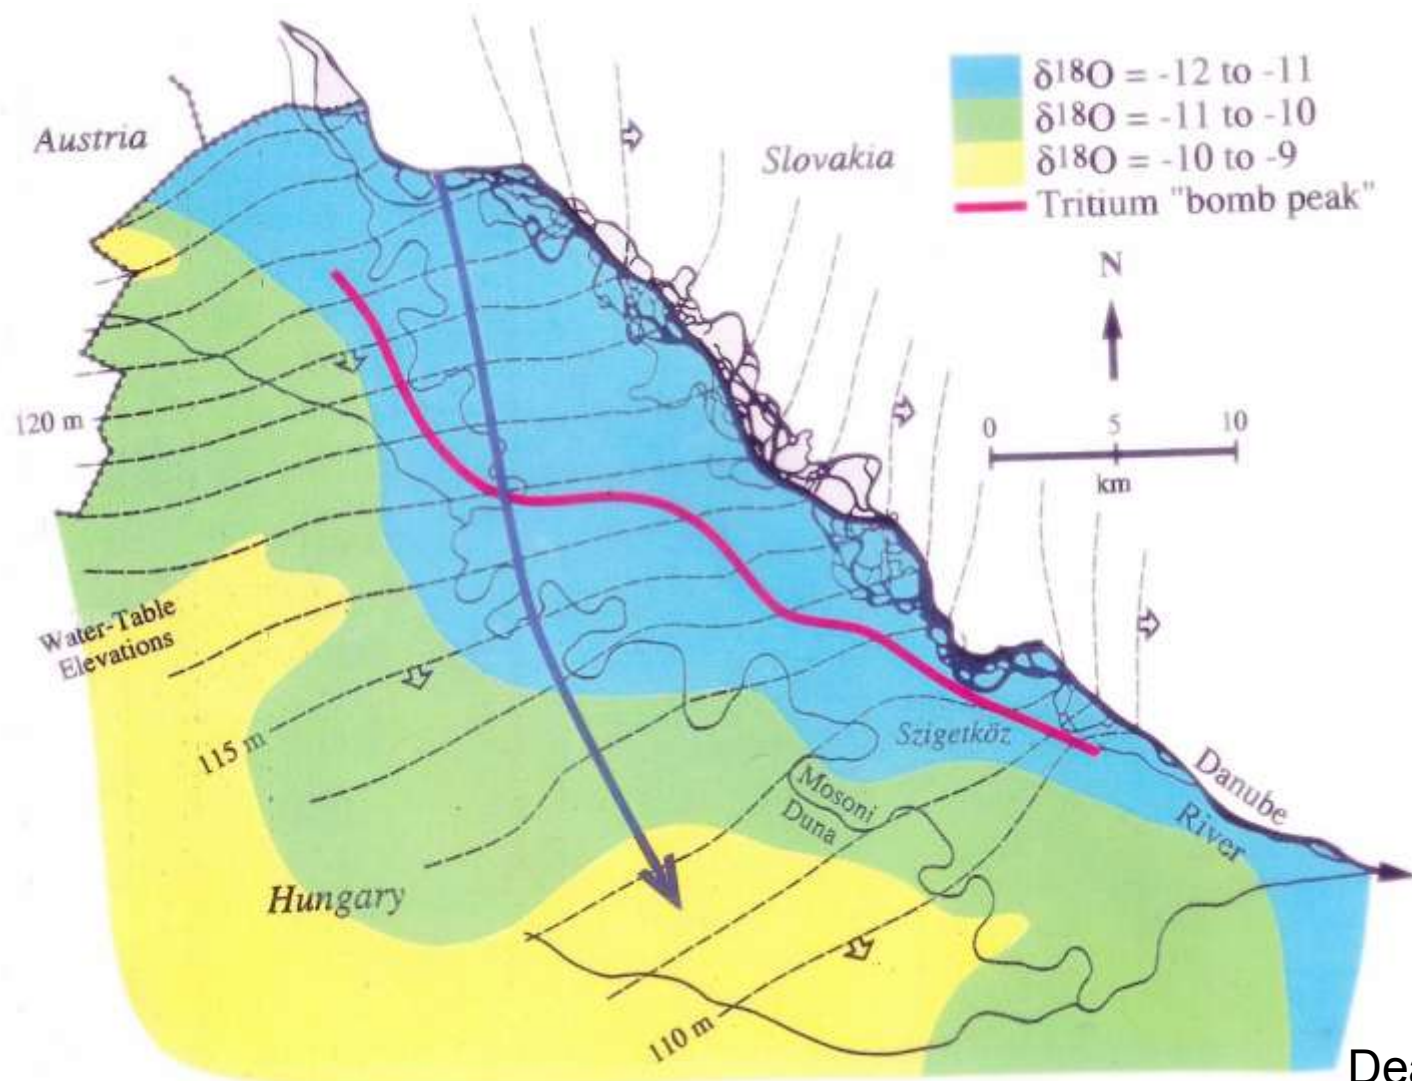 Austria
Slovakia
δ18O = -12 to -11
δ18O = -11 to -10
δ18O = -10 to -9
Tritium "bomb peak"
N
0 5 10
km
120 m
Water-Table
Elevations
115 m
Szigetköz
Mosoni
Duna
Danube
River
Hungary
110 m
Dea